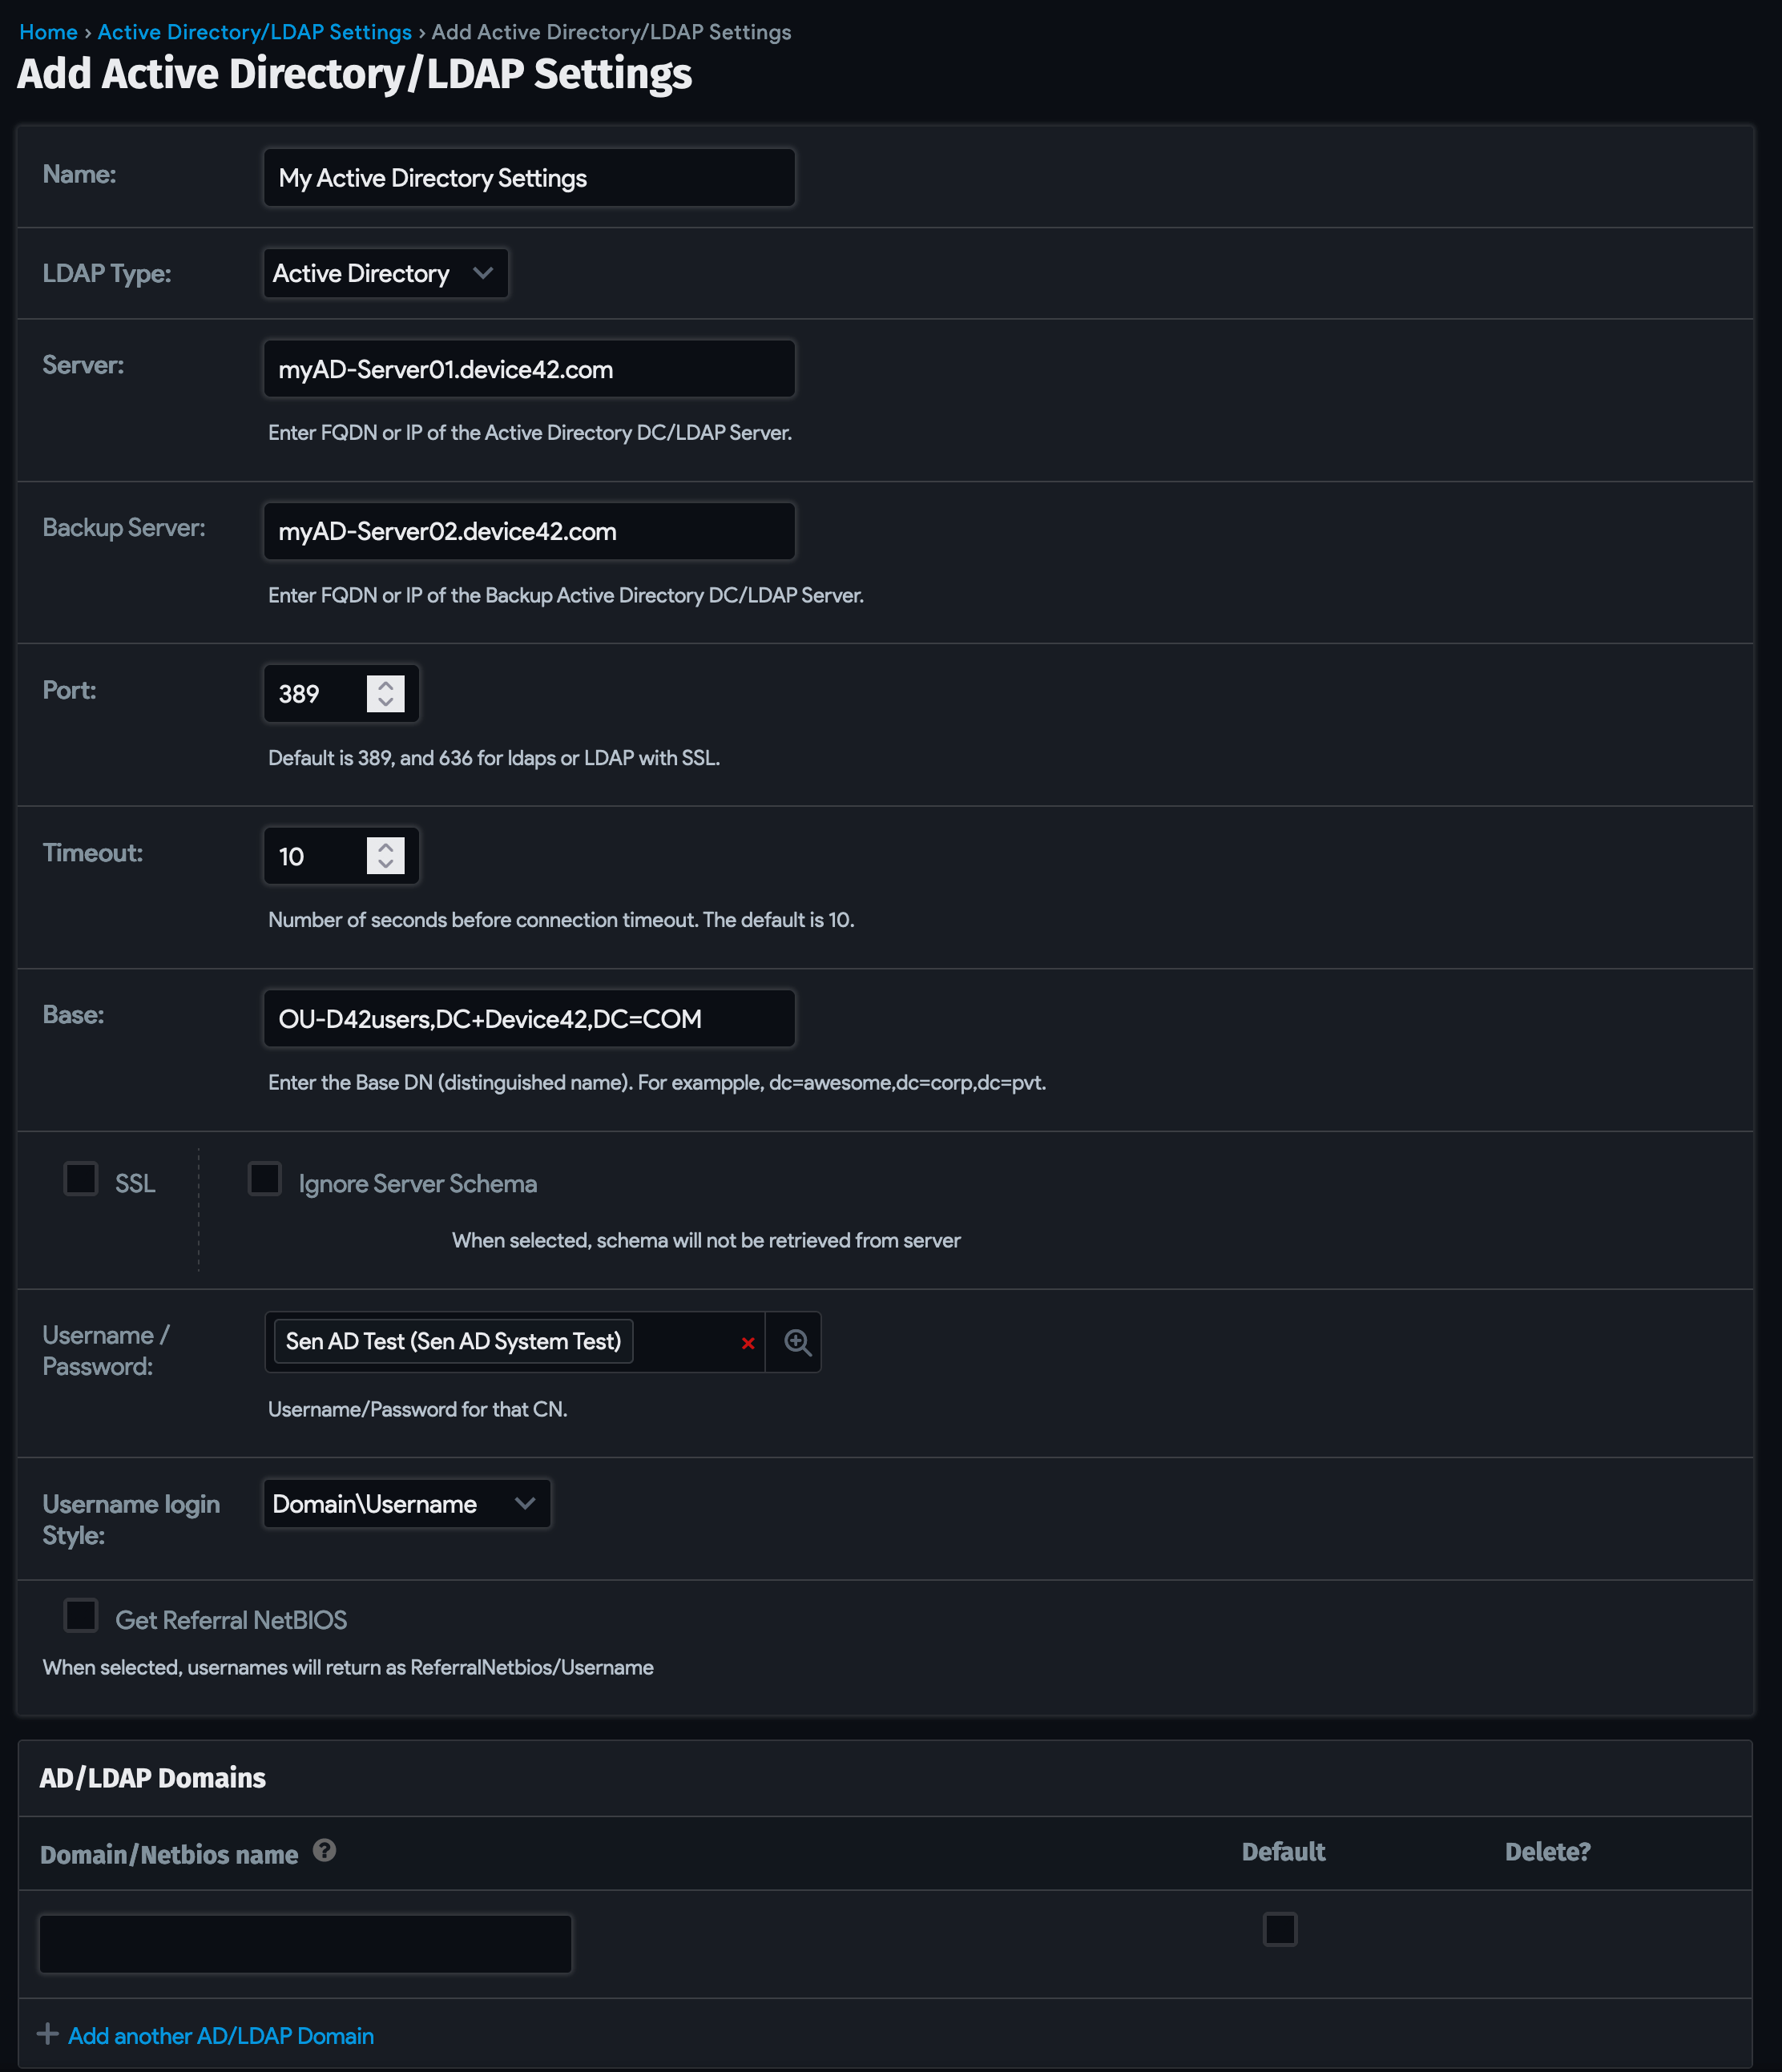 Home › Active Directory/LDAP Settings › Add Active Directory/LDAP Settings
Add Active Directory/LDAP Settings
Name:
My Active Directory Settings
LDAP Type:
Active Directory
Server:
myAD-Server01.device42.com
Enter FQDN or IP of the Active Directory DC/LDAP Server.
Backup Server:
myAD-Server02.device42.com
Enter FQDN or IP of the Backup Active Directory DC/LDAP Server.
Port:
389
Default is 389, and 636 for ldaps or LDAP with SSL.
Timeout:
10
Number of seconds before connection timeout. The default is 10.
Base:
OU-D42users,DC+Device42,DC=COM
Enter the Base DN (distinguished name). For exampple, dc=awesome,dc=corp,dc=pvt.
SSL
Ignore Server Schema
When selected, schema will not be retrieved from server
Username /
Password:
Sen AD Test (Sen AD System Test)
Username/Password for that CN.
Username login
Style:
Domain\Username
Get Referral NetBIOS
When selected, usernames will return as ReferralNetbios/Username
AD/LDAP Domains
Domain/Netbios name ?
Default
Delete?
Add another AD/LDAP Domain